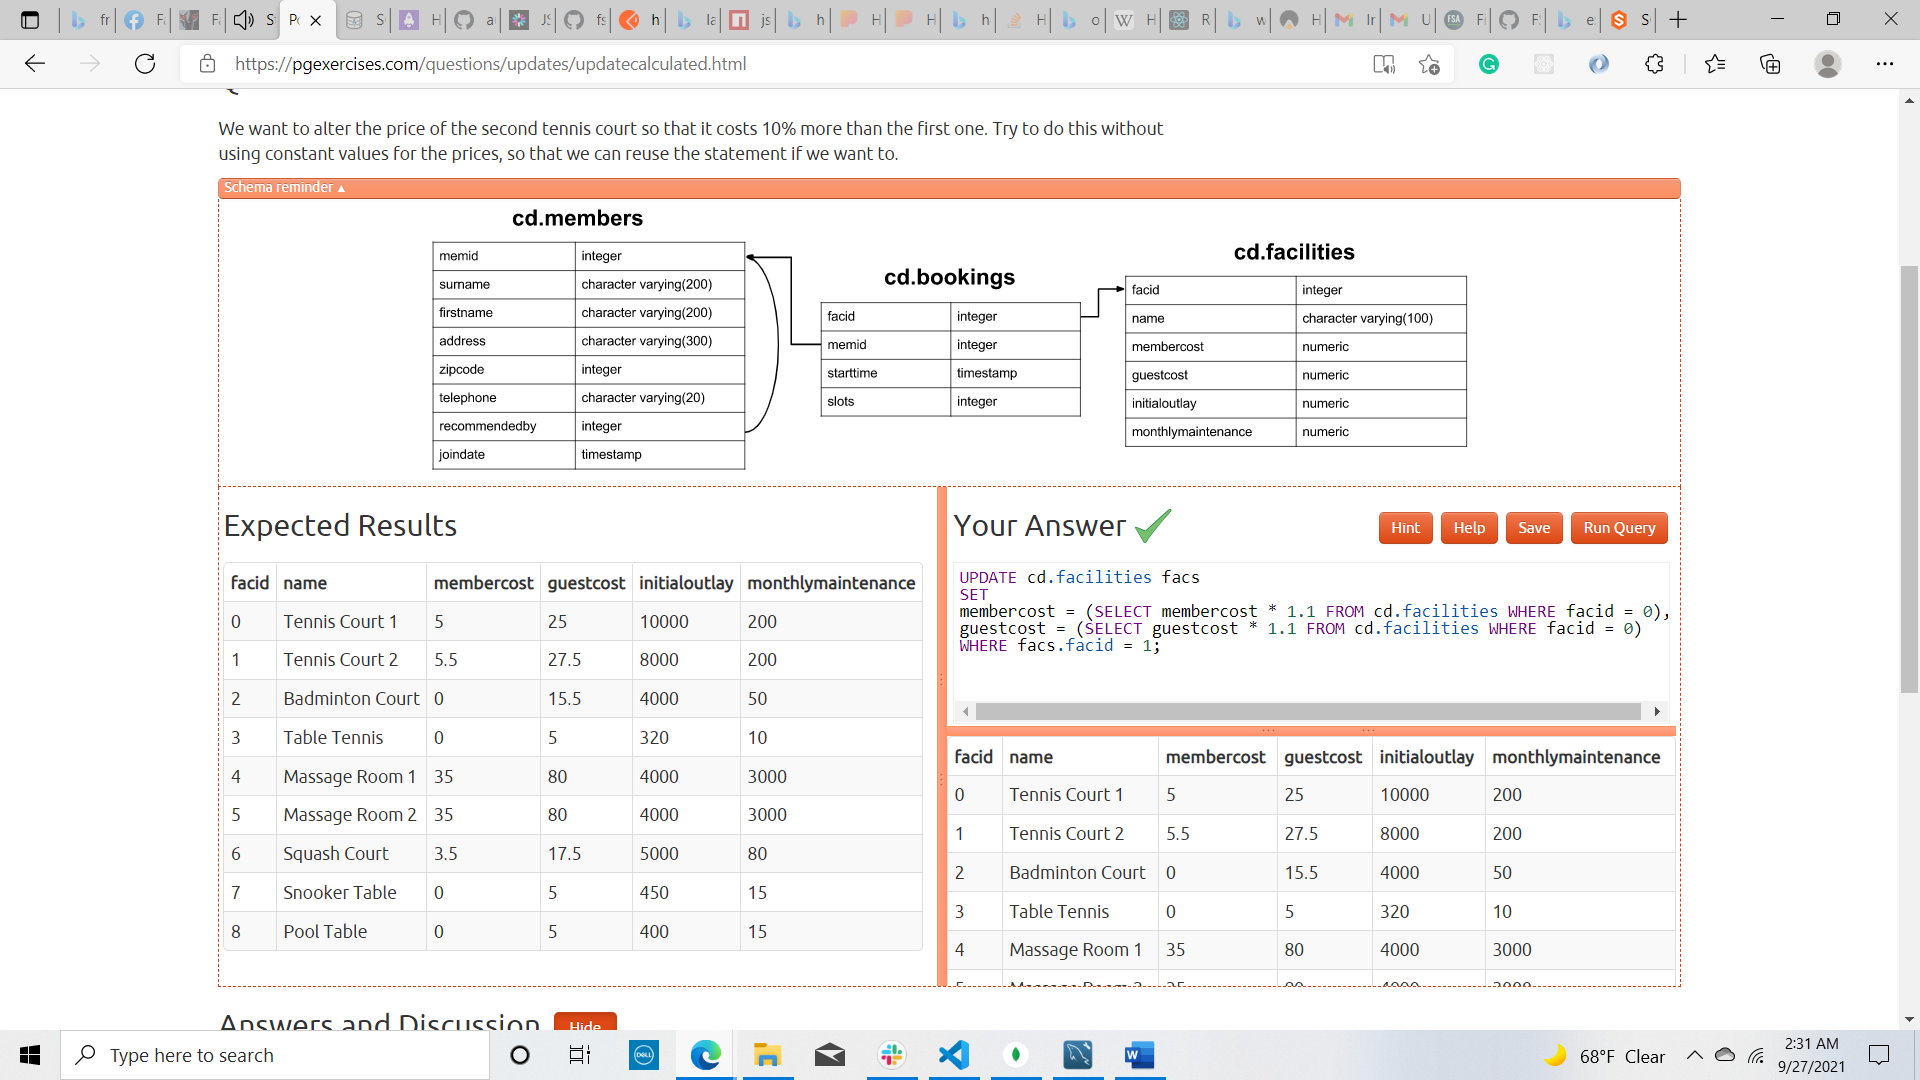 https://pgexercises.com/questions/updates/updatecalculated.html
We want to alter the price of the second tennis court so that it costs 10% more than the first one. Try to do this without
using constant values for the prices, so that we can reuse the statement if we want to.
Schema reminder ▲
cd.members
memid integer
surname character varying(200)
firstname character varying(200)
address character varying(300)
zipcode integer
telephone character varying(20)
recommendedby integer
joindate timestamp
cd.bookings
facid integer
memid integer
starttime timestamp
slots integer
cd.facilities
facid integer
name character varying(100)
membercost numeric
guestcost numeric
initialoutlay numeric
monthlymaintenance numeric
Expected Results
facid name membercost guestcost initialoutlay monthlymaintenance
0 Tennis Court 1 5 25 10000 200
1 Tennis Court 2 5.5 27.5 8000 200
2 Badminton Court 0 15.5 4000 50
3 Table Tennis 0 5 320 10
4 Massage Room 1 35 80 4000 3000
5 Massage Room 2 35 80 4000 3000
6 Squash Court 3.5 17.5 5000 80
7 Snooker Table 0 5 450 15
8 Pool Table 0 5 400 15
Your Answer
Hint Help Save Run Query
UPDATE cd.facilities facs
SET
membercost = (SELECT membercost * 1.1 FROM cd.facilities WHERE facid = 0),
guestcost = (SELECT guestcost * 1.1 FROM cd.facilities WHERE facid = 0)
WHERE facs.facid = 1;
facid name membercost guestcost initialoutlay monthlymaintenance
0 Tennis Court 1 5 25 10000 200
1 Tennis Court 2 5.5 27.5 8000 200
2 Badminton Court 0 15.5 4000 50
3 Table Tennis 0 5 320 10
4 Massage Room 1 35 80 4000 3000
5 Massage Room 2 35 80 4000 3000
Answers and Discussion Hide
Type here to search
68°F Clear
2:31 AM
9/27/2021